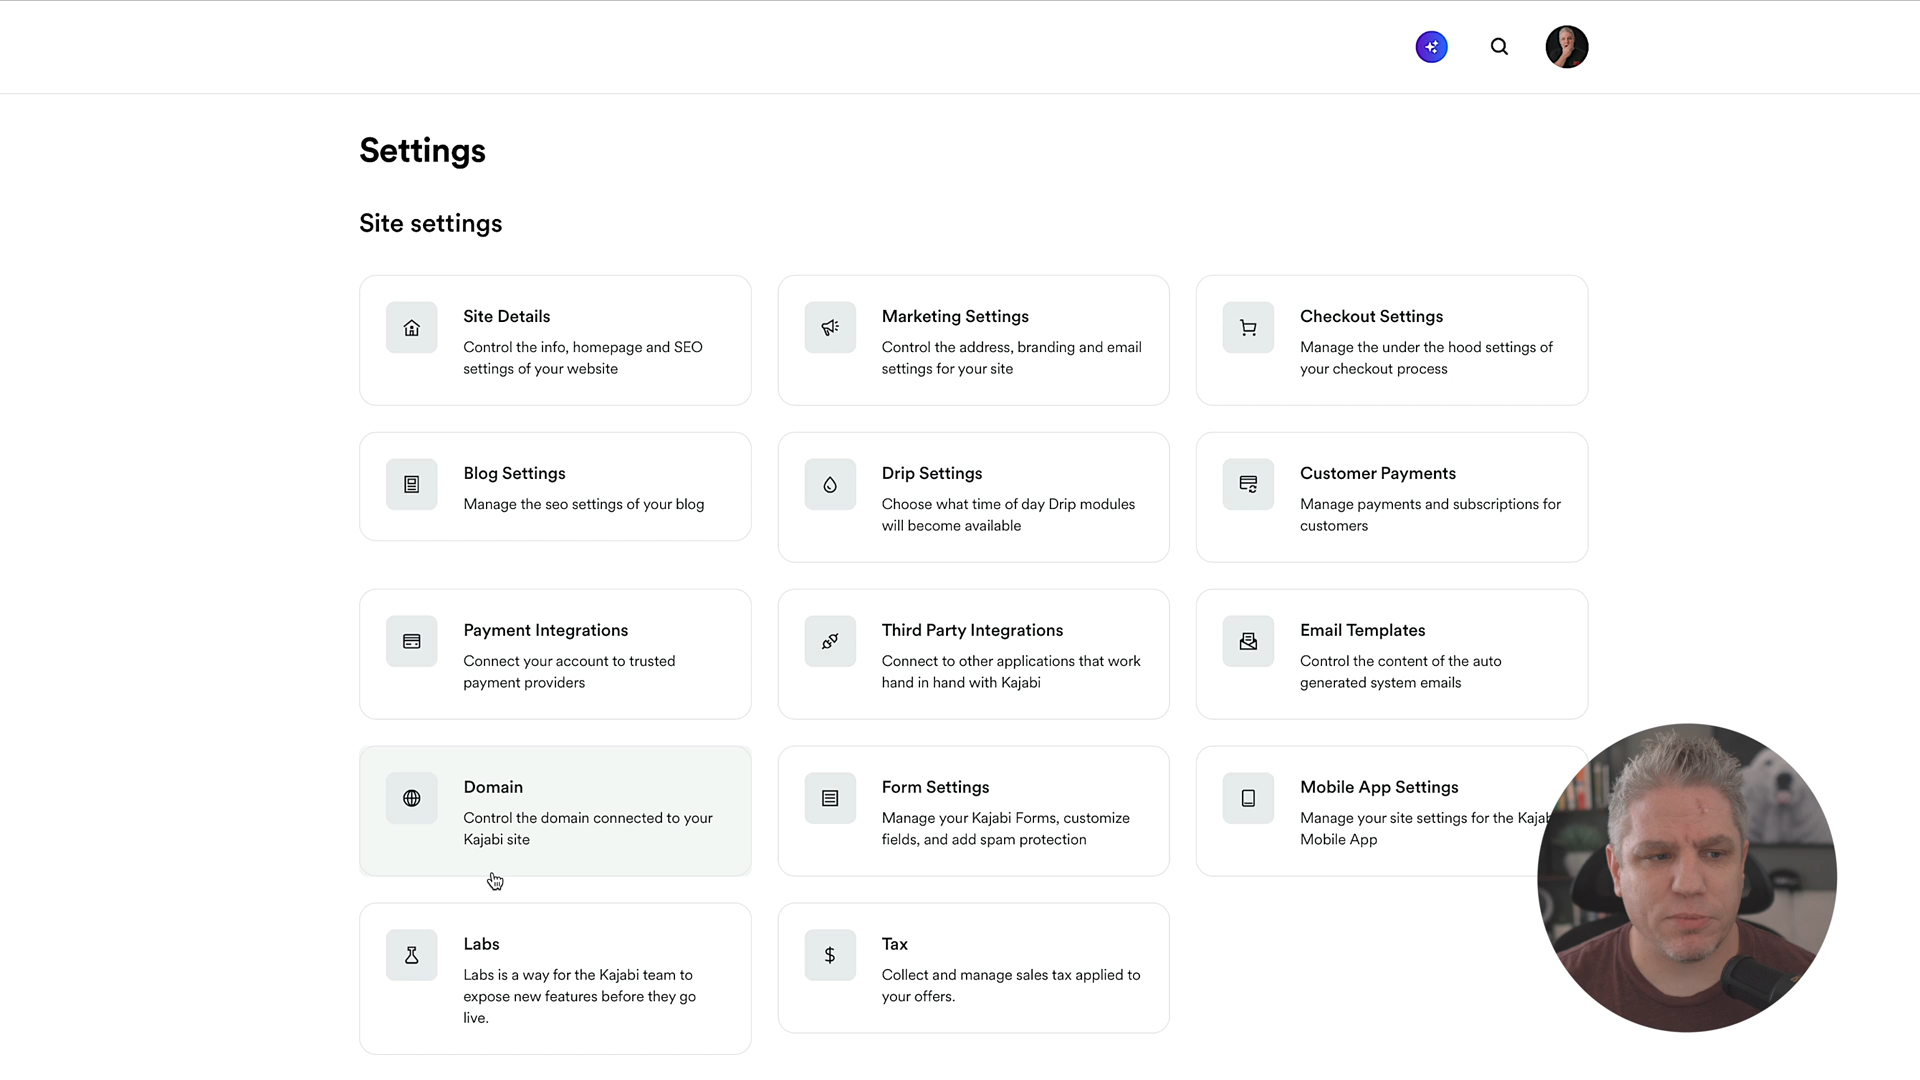 Settings
Site settings
Site Details
Control the info, homepage and SEO
settings of your website
Marketing Settings
Control the address, branding and email
settings for your site
Checkout Settings
Manage the under the hood settings of
your checkout process
Blog Settings
Manage the seo settings of your blog
Drip Settings
Choose what time of day Drip modules
will become available
Customer Payments
Manage payments and subscriptions for
customers
Payment Integrations
Connect your account to trusted
payment providers
Third Party Integrations
Connect to other applications that work
hand in hand with Kajabi
Email Templates
Control the content of the auto
generated system emails
Domain
Control the domain connected to your
Kajabi site
Form Settings
Manage your Kajabi Forms, customize
fields, and add spam protection
Mobile App Settings
Manage your site settings for the Kajab
Mobile App
Labs
Labs is a way for the Kajabi team to
expose new features before they go
live.
Tax
Collect and manage sales tax applied to
your offers.